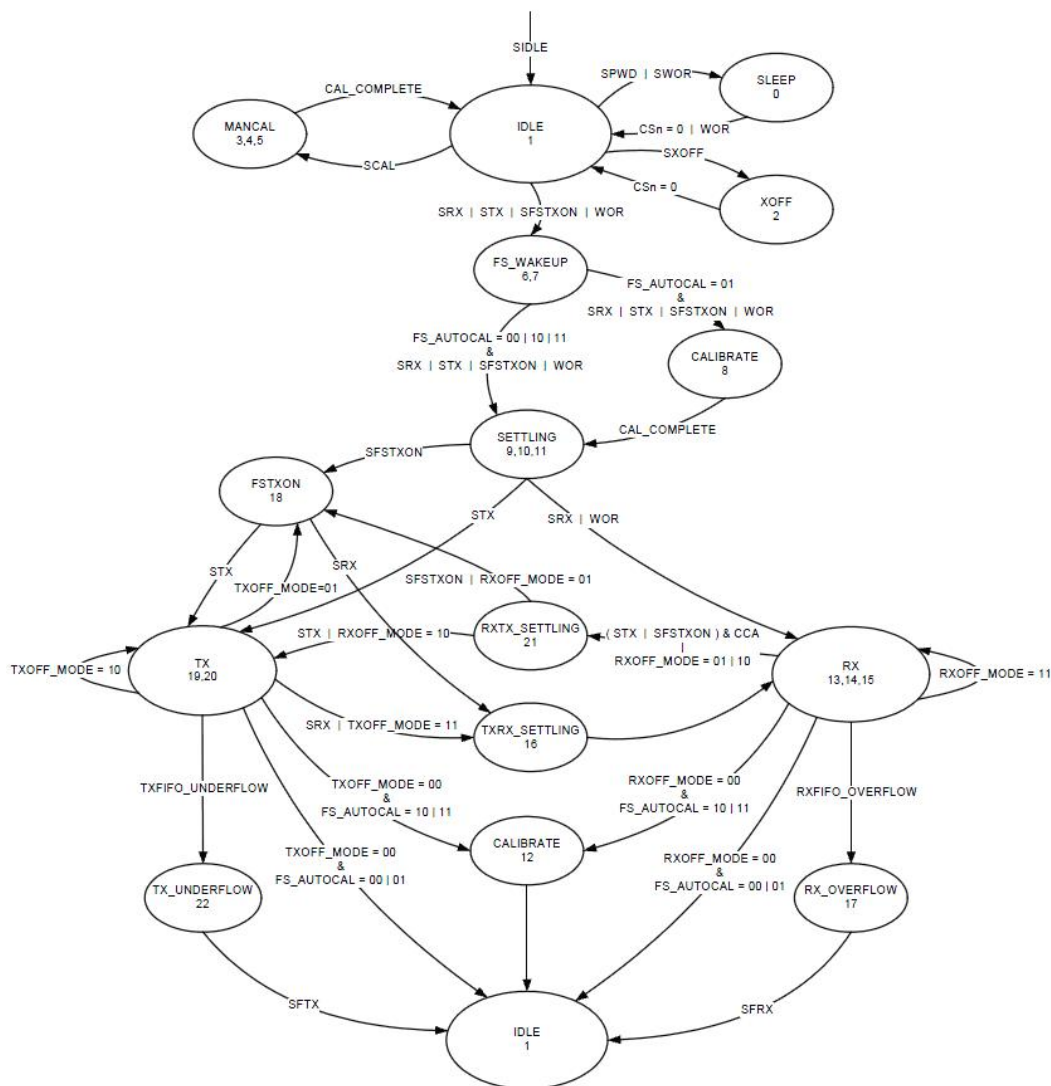 SIDLE
SPWD | SWOR
SLEEP
0
CAL_COMPLETE
MANCAL
3,4,5
IDLE
1
CSn = 0 | WOR
SCAL
SXOFF
CSn = 0
XOFF
2
SRX | STX | SFSTXON | WOR
FS_WAKEUP
6,7
FS_AUTOCAL = 01
&
SRX | STX | SFSTXON | WOR
FS_AUTOCAL = 00 | 10 | 11
&
SRX | STX | SFSTXON | WOR
CALIBRATE
8
SETTLING
9,10,11
CAL_COMPLETE
SFSTXON
FSTXON
18
STX
SRX | WOR
STX
SRX
TXOFF_MODE=01
SFSTXON | RXOFF_MODE = 01
RXTX_SETTLING
21
STX | RXOFF_MODE = 10
( STX | SFSTXON ) & CCA
|
RXOFF_MODE = 01 | 10
TXOFF_MODE = 10
TX
19,20
RX
13,14,15
RXOFF_MODE = 11
SRX | TXOFF_MODE = 11
TXRX_SETTLING
16
TXFIFO_UNDERFLOW
TXOFF_MODE = 00
&
FS_AUTOCAL = 10 | 11
RXOFF_MODE = 00
&
FS_AUTOCAL = 10 | 11
RXFIFO_OVERFLOW
CALIBRATE
12
TXOFF_MODE = 00
&
FS_AUTOCAL = 00 | 01
RXOFF_MODE = 00
&
FS_AUTOCAL = 00 | 01
TX_UNDERFLOW
22
RX_OVERFLOW
17
SFTX
SFRX
IDLE
1